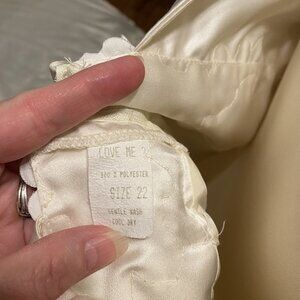 LOVE ME 2
100 % POLYESTER
SIZE 22
GENTLE WASH
COOL DRY